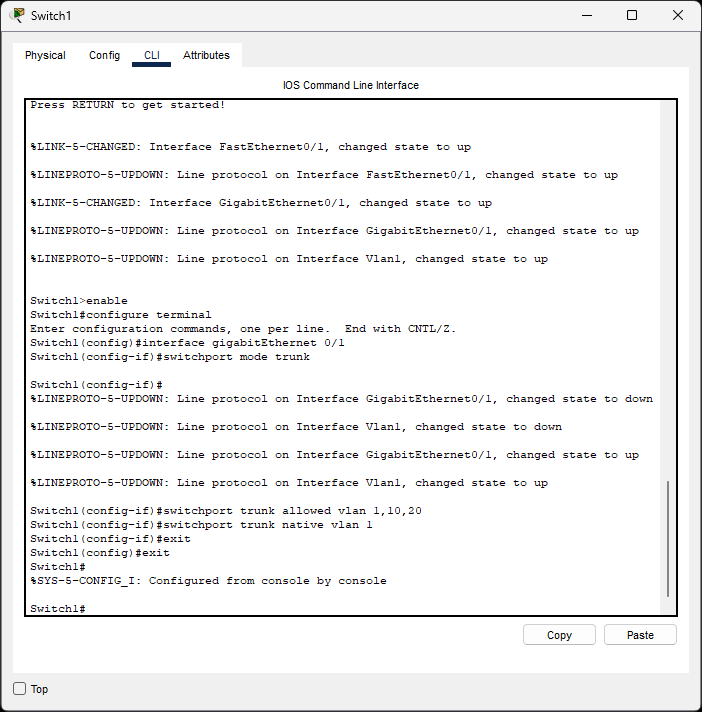 Switch1
Physical Config CLI Attributes
IOS Command Line Interface
Press RETURN to get started!
%LINK-5-CHANGED: Interface FastEthernet0/1, changed state to up
%LINEPROTO-5-UPDOWN: Line protocol on Interface FastEthernet0/1, changed state to up
%LINK-5-CHANGED: Interface GigabitEthernet0/1, changed state to up
%LINEPROTO-5-UPDOWN: Line protocol on Interface GigabitEthernet0/1, changed state to up
%LINEPROTO-5-UPDOWN: Line protocol on Interface Vlan1, changed state to up
Switch1>enable
Switch1#configure terminal
Enter configuration commands, one per line.  End with CNTL/Z.
Switch1(config)#interface gigabitEthernet 0/1
Switch1(config-if)#switchport mode trunk
Switch1(config-if)#
%LINEPROTO-5-UPDOWN: Line protocol on Interface GigabitEthernet0/1, changed state to down
%LINEPROTO-5-UPDOWN: Line protocol on Interface Vlan1, changed state to down
%LINEPROTO-5-UPDOWN: Line protocol on Interface GigabitEthernet0/1, changed state to up
%LINEPROTO-5-UPDOWN: Line protocol on Interface Vlan1, changed state to up
Switch1(config-if)#switchport trunk allowed vlan 1,10,20
Switch1(config-if)#switchport trunk native vlan 1
Switch1(config-if)#exit
Switch1(config)#exit
Switch1#
%SYS-5-CONFIG_I: Configured from console by console
Switch1#
Copy Paste
Top